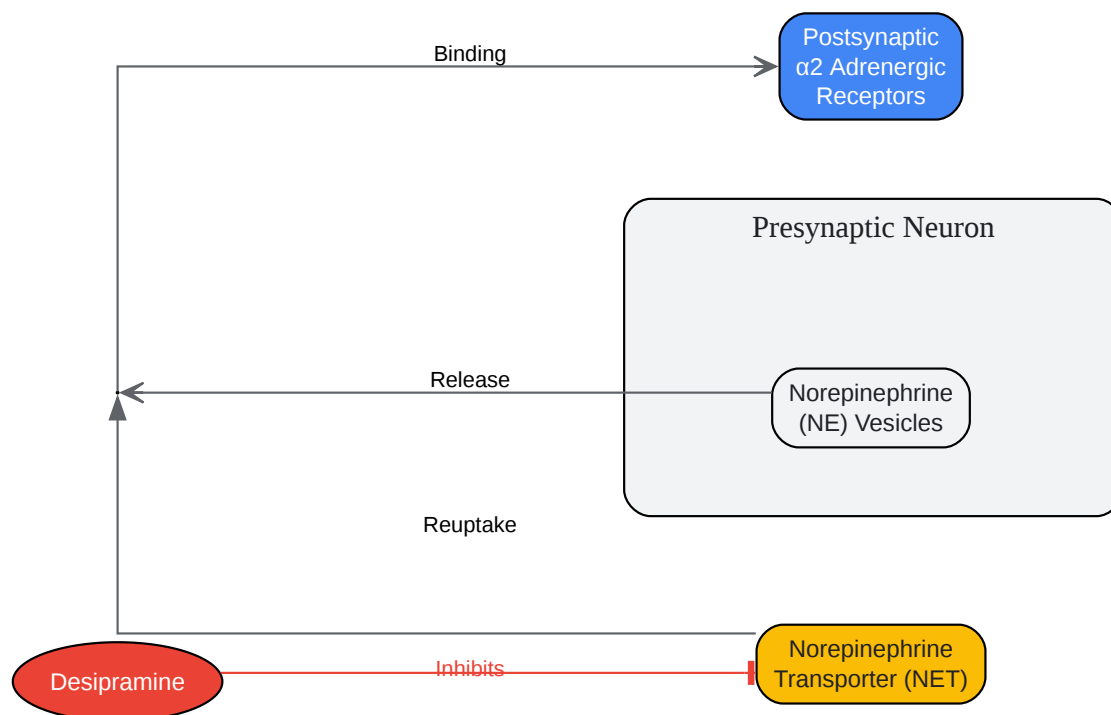 Binding
Postsynaptic
α2 Adrenergic
Receptors
Presynaptic Neuron
Release
Norepinephrine
(NE) Vesicles
Reuptake
Desipramine
Inhibits
Norepinephrine
Transporter (NET)